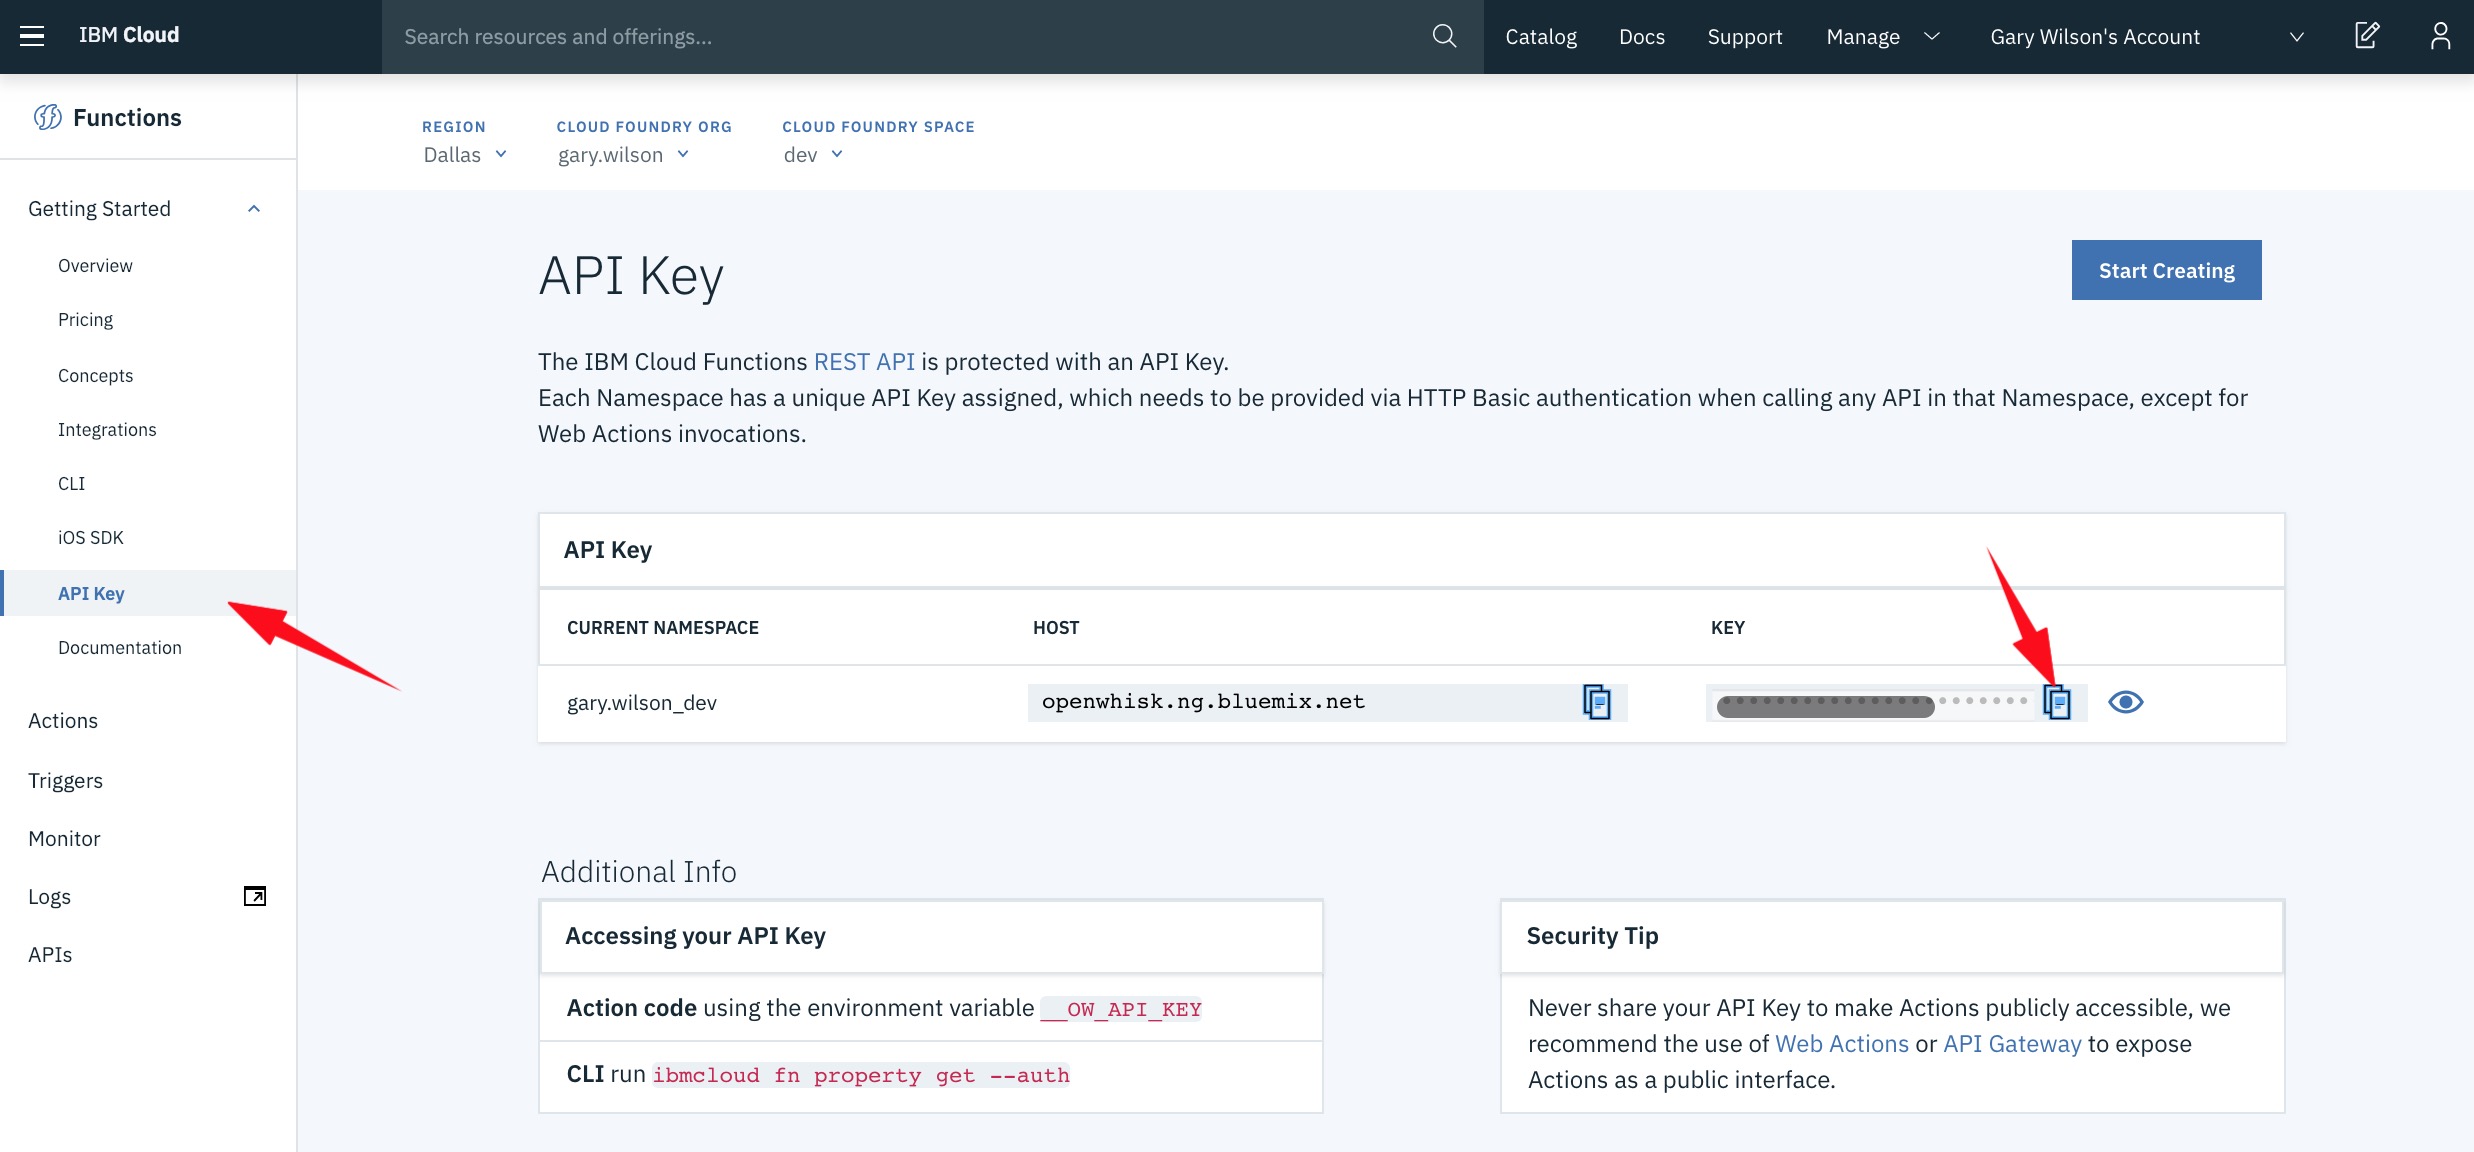 IBM Cloud
Search resources and offerings...
Catalog
Docs
Support
Manage
Gary Wilson's Account
Functions
Getting Started
Overview
Pricing
Concepts
Integrations
CLI
iOS SDK
API Key
Documentation
Actions
Triggers
Monitor
Logs
APIs
REGION
Dallas
CLOUD FOUNDRY ORG
gary.wilson
CLOUD FOUNDRY SPACE
dev
API Key
Start Creating
The IBM Cloud Functions REST API is protected with an API Key.
Each Namespace has a unique API Key assigned, which needs to be provided via HTTP Basic authentication when calling any API in that Namespace, except for
Web Actions invocations.
API Key
CURRENT NAMESPACE
HOST
KEY
gary.wilson_dev
openwhisk.ng.bluemix.net
Additional Info
Accessing your API Key
Action code using the environment variable __OW_API_KEY
CLI run ibmcloud fn property get --auth
Security Tip
Never share your API Key to make Actions publicly accessible, we
recommend the use of Web Actions or API Gateway to expose
Actions as a public interface.